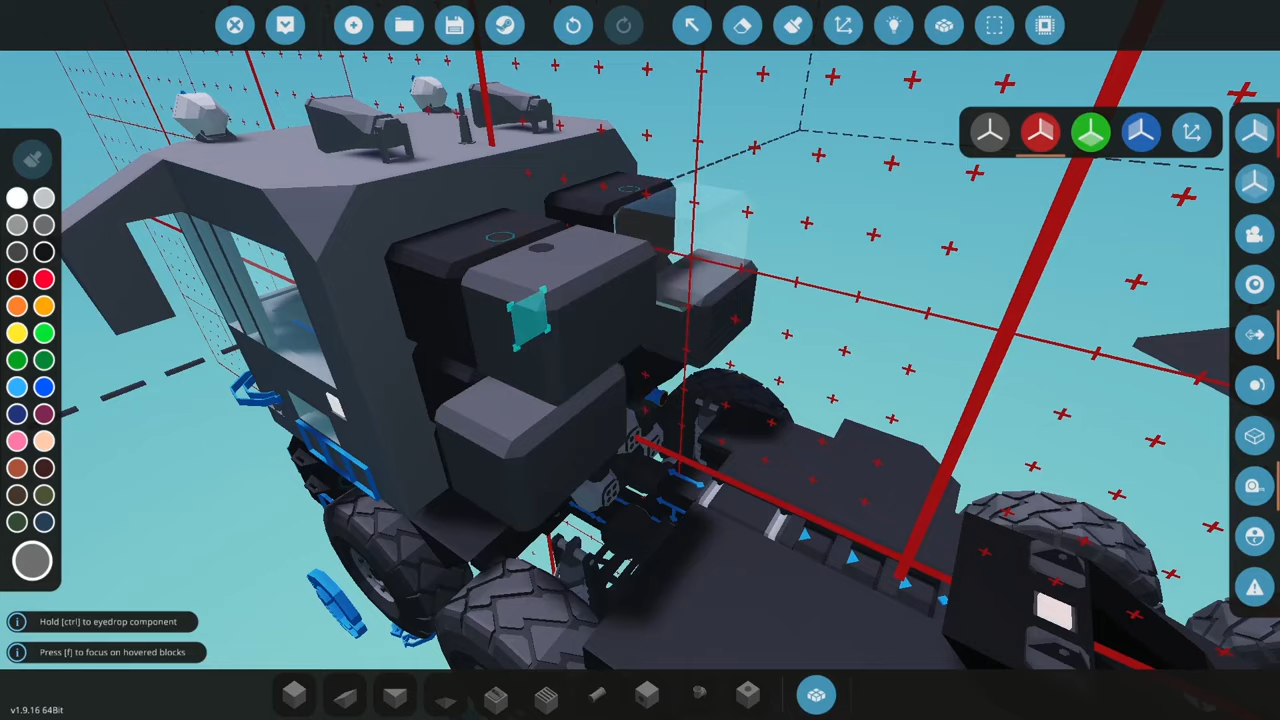 Hold [ctrl] to eyedrop component
Press [f] to focus on hovered blocks
v1.9.16 64Bit